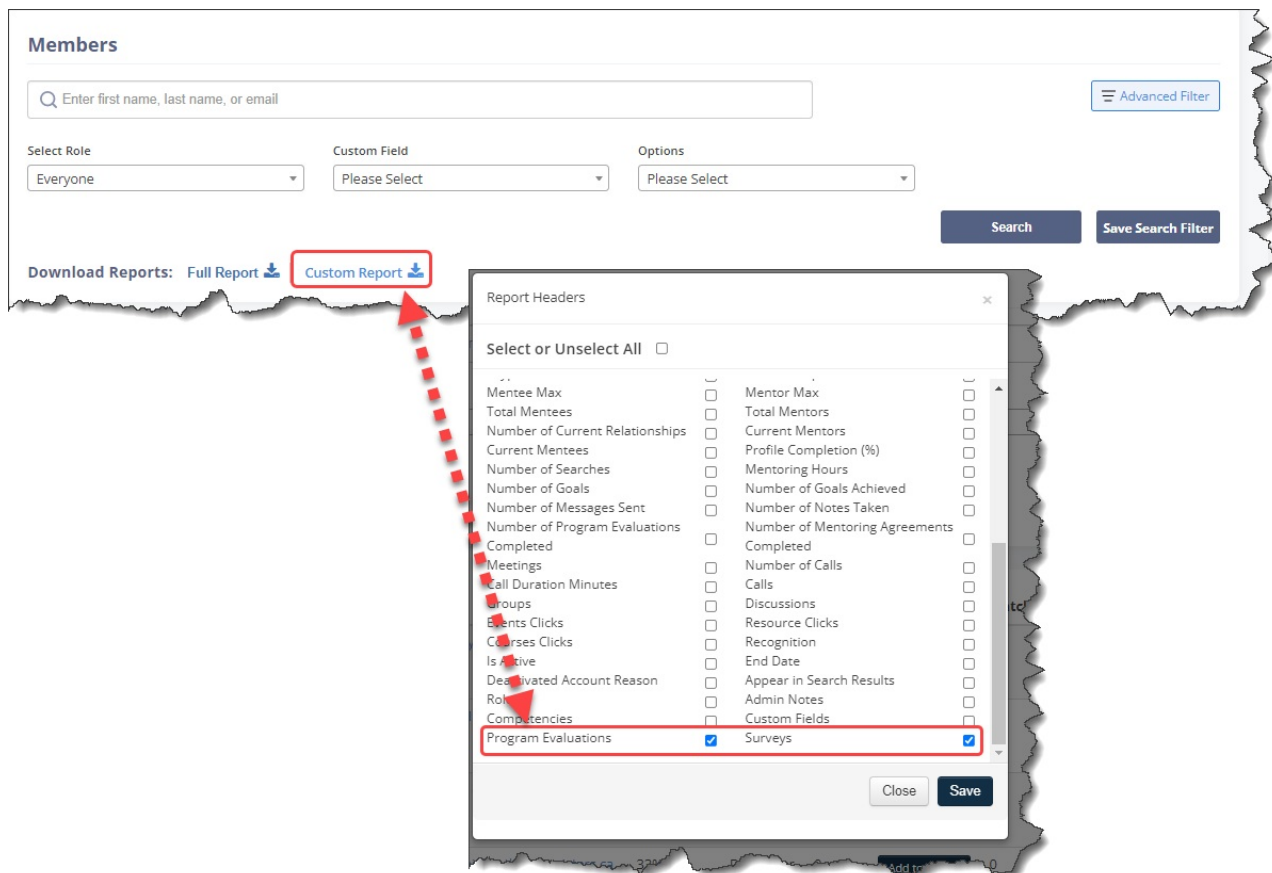 Members
Enter first name, last name, or email
Advanced Filter
Select Role
Custom Field
Options
Everyone
Please Select
Please Select
Search
Save Search Filter
Download Reports: Full Report Custom Report
Report Headers
×
Select or Unselect All
Mentee Max
Mentor Max
Total Mentees
Total Mentors
Number of Current Relationships
Current Mentors
Current Mentees
Profile Completion (%)
Number of Searches
Mentoring Hours
Number of Goals
Number of Goals Achieved
Number of Messages Sent
Number of Notes Taken
Number of Program Evaluations
Completed
Number of Mentoring Agreements
Completed
Meetings
Number of Calls
Call Duration Minutes
Calls
Groups
Discussions
Events Clicks
Resource Clicks
Courses Clicks
Recognition
Is Active
End Date
Deactivated Account Reason
Appear in Search Results
Admin Notes
Competencies
Custom Fields
Program Evaluations
Surveys
Close
Save
Add to
0